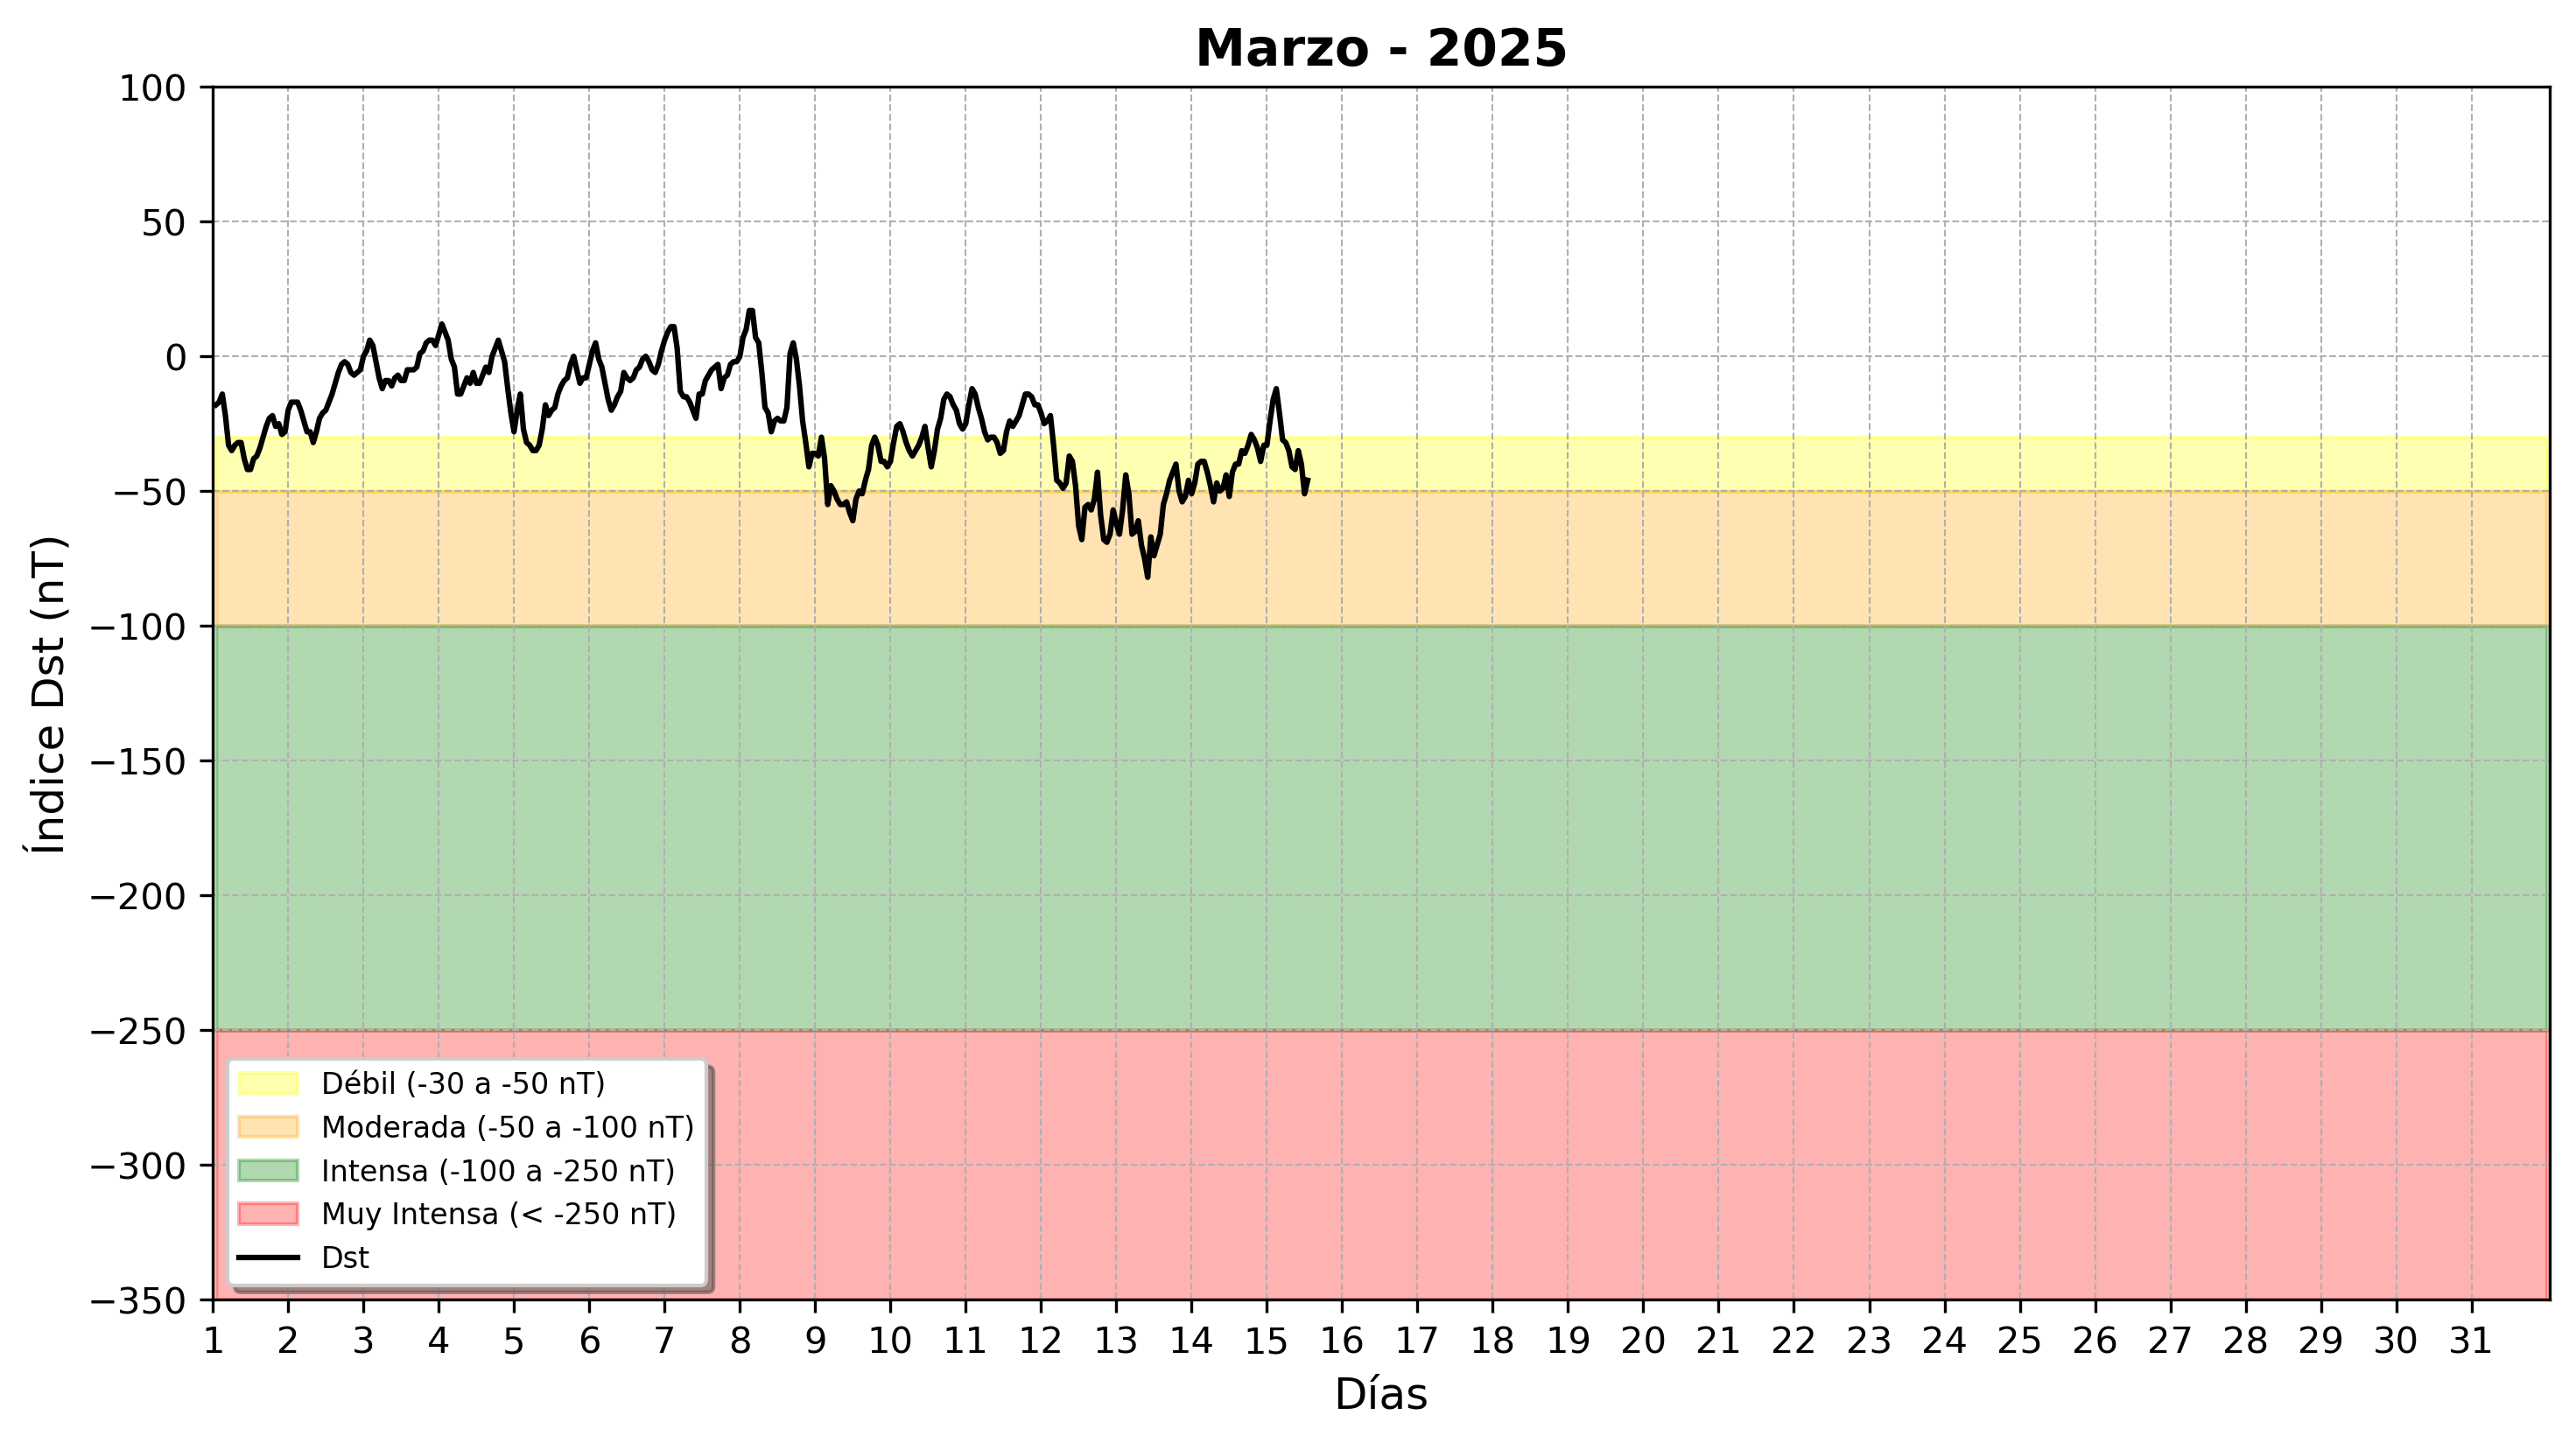 Marzo - 2025
100
50
0
−50
−100
−150
−200
−250
−300
−350
Índice Dst (nT)
Débil (-30 a -50 nT)
Moderada (-50 a -100 nT)
Intensa (-100 a -250 nT)
Muy Intensa (< -250 nT)
Dst
1 2 3 4 5 6 7 8 9 10 11 12 13 14 15 16 17 18 19 20 21 22 23 24 25 26 27 28 29 30 31
Días